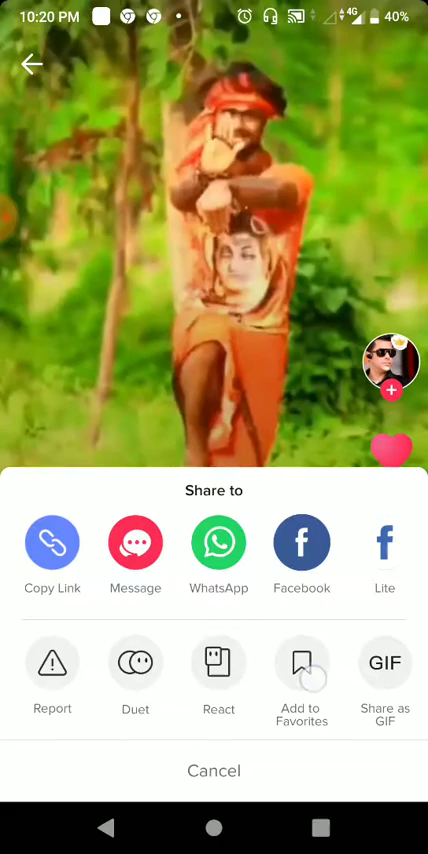 10:20 PM 4G 40%
Share to
Copy Link Message WhatsApp Facebook Lite
GIF
Report Duet React Add to Favorites Share as GIF
Cancel